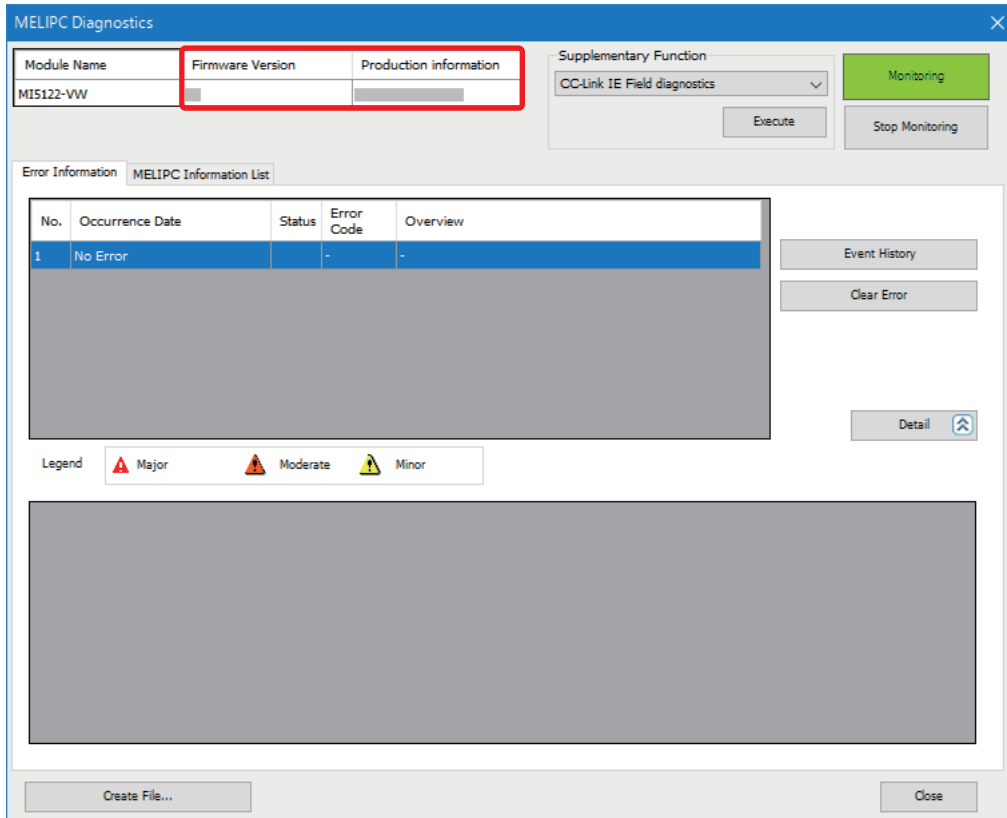 MELIPC Diagnostics
Module Name Firmware Version Production information
MI5122-VW
Supplementary Function
CC-Link IE Field diagnostics
Execute
Monitoring
Stop Monitoring
Error Information MELIPC Information List
No. Occurrence Date Status Error Code Overview
1 No Error - -
Event History
Clear Error
Detail
Legend Major Moderate Minor
Create File... Close